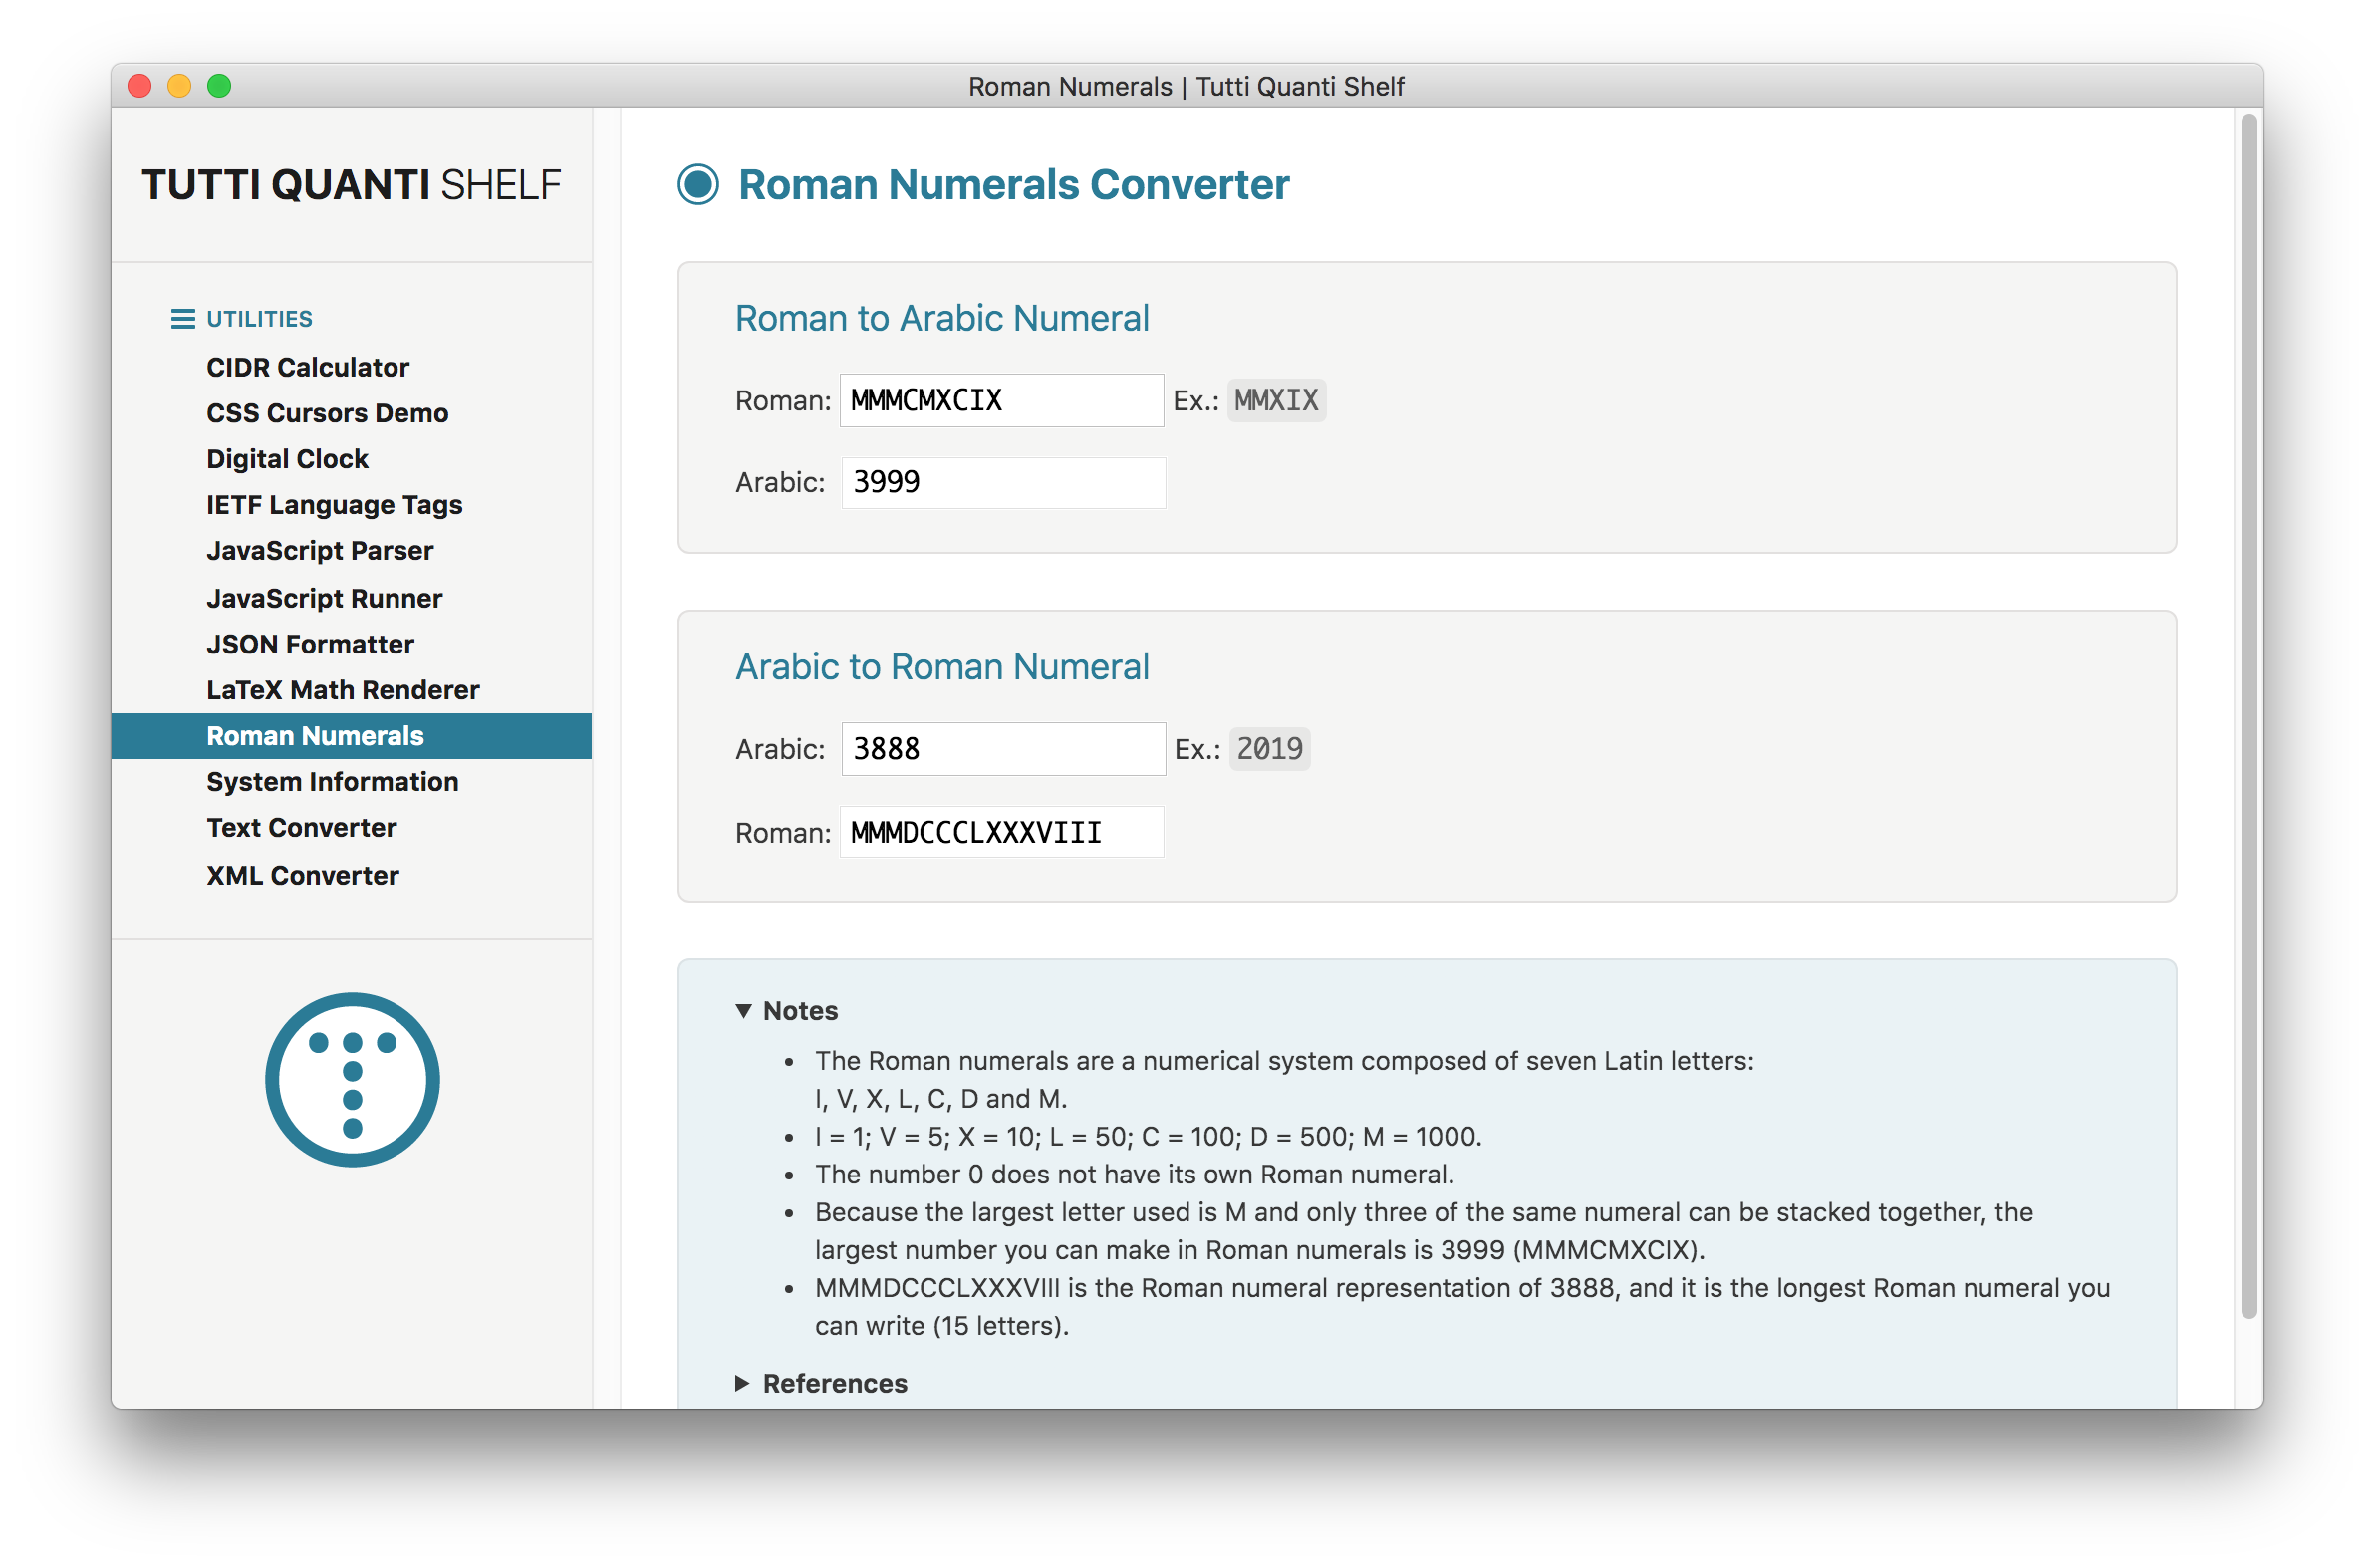 Roman Numerals | Tutti Quanti Shelf
TUTTI QUANTI SHELF
UTILITIES
CIDR Calculator
CSS Cursors Demo
Digital Clock
IETF Language Tags
JavaScript Parser
JavaScript Runner
JSON Formatter
LaTeX Math Renderer
Roman Numerals
System Information
Text Converter
XML Converter
Roman Numerals Converter
Roman to Arabic Numeral
Roman: MMMCMXCIX Ex.: MMXIX
Arabic: 3999
Arabic to Roman Numeral
Arabic: 3888 Ex.: 2019
Roman: MMMDCCCLXXXVIII
▼ Notes
• The Roman numerals are a numerical system composed of seven Latin letters:
I, V, X, L, C, D and M.
• I = 1; V = 5; X = 10; L = 50; C = 100; D = 500; M = 1000.
• The number 0 does not have its own Roman numeral.
• Because the largest letter used is M and only three of the same numeral can be stacked together, the
largest number you can make in Roman numerals is 3999 (MMMCMXCIX).
• MMMDCCCLXXXVIII is the Roman numeral representation of 3888, and it is the longest Roman numeral you
can write (15 letters).
▶ References